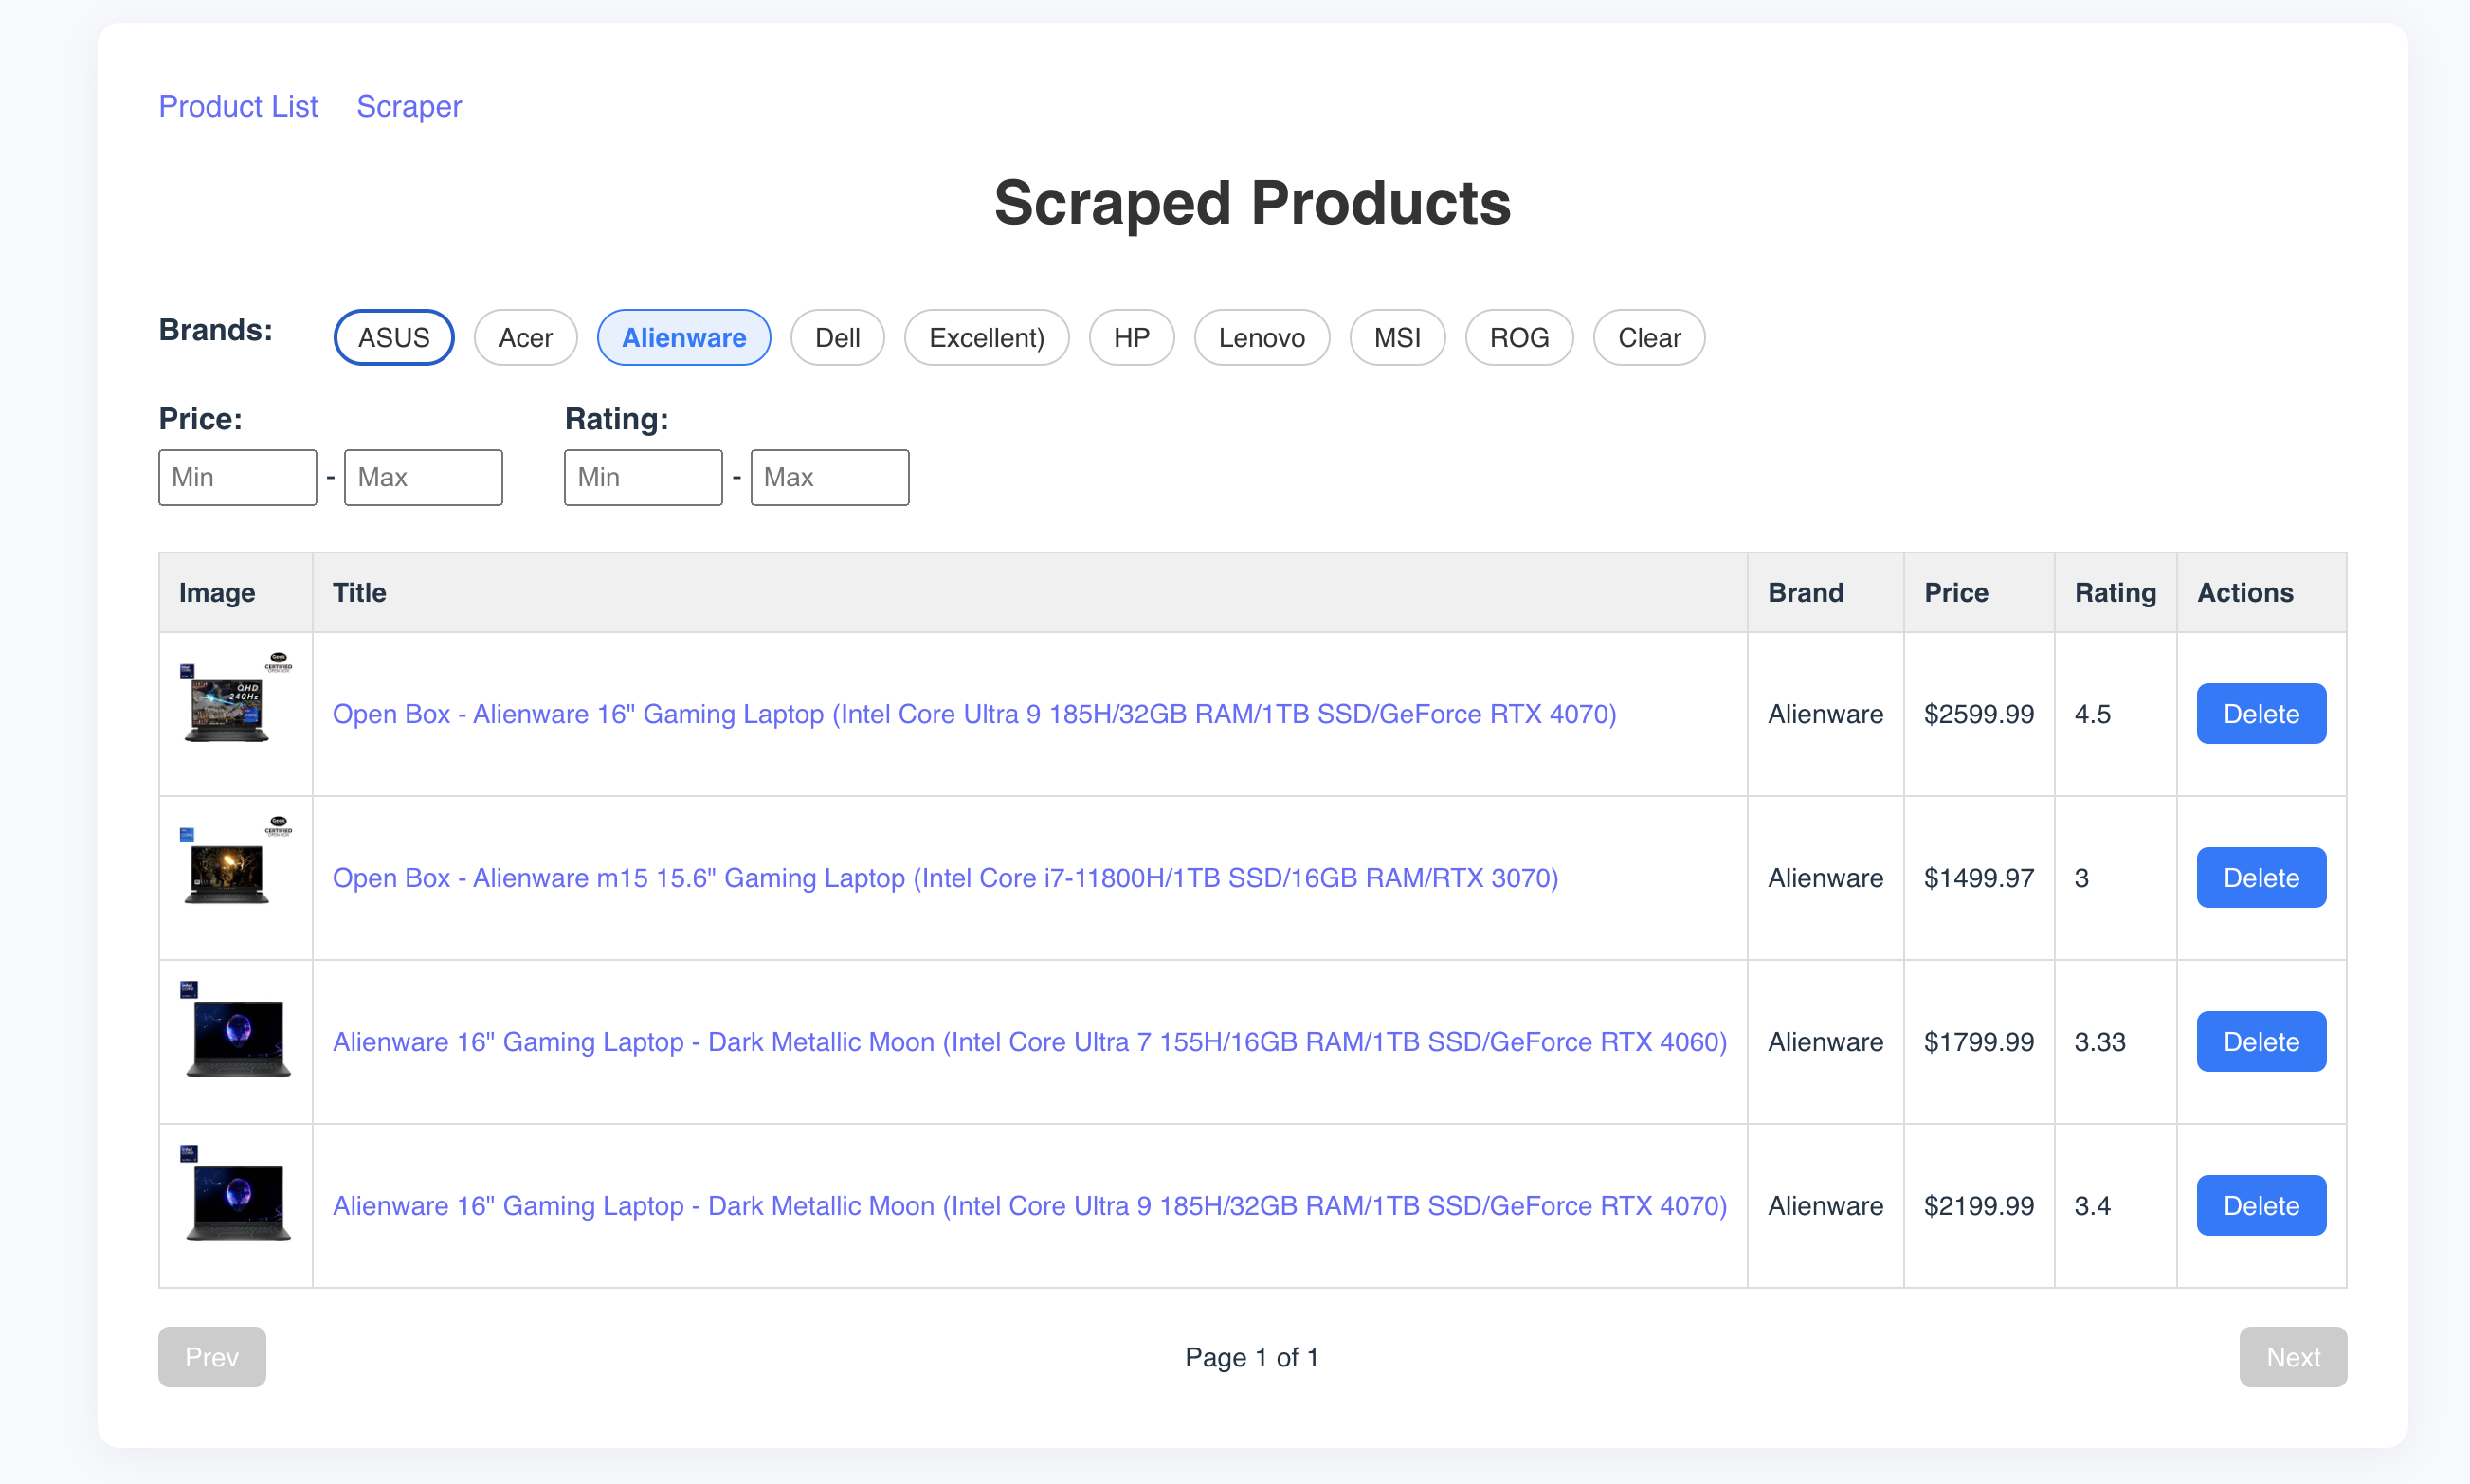 Product List Scraper
Scraped Products
Brands: ASUS Acer Alienware Dell Excellent) HP Lenovo MSI ROG Clear
Price: Rating:
Min - Max Min - Max
Image Title Brand Price Rating Actions
CERTIFIED
QHD
240Hz
Open Box - Alienware 16" Gaming Laptop (Intel Core Ultra 9 185H/32GB RAM/1TB SSD/GeForce RTX 4070) Alienware $2599.99 4.5 Delete
CERTIFIED
Open Box - Alienware m15 15.6" Gaming Laptop (Intel Core i7-11800H/1TB SSD/16GB RAM/RTX 3070) Alienware $1499.97 3 Delete
Alienware 16" Gaming Laptop - Dark Metallic Moon (Intel Core Ultra 7 155H/16GB RAM/1TB SSD/GeForce RTX 4060) Alienware $1799.99 3.33 Delete
Alienware 16" Gaming Laptop - Dark Metallic Moon (Intel Core Ultra 9 185H/32GB RAM/1TB SSD/GeForce RTX 4070) Alienware $2199.99 3.4 Delete
Prev Page 1 of 1 Next